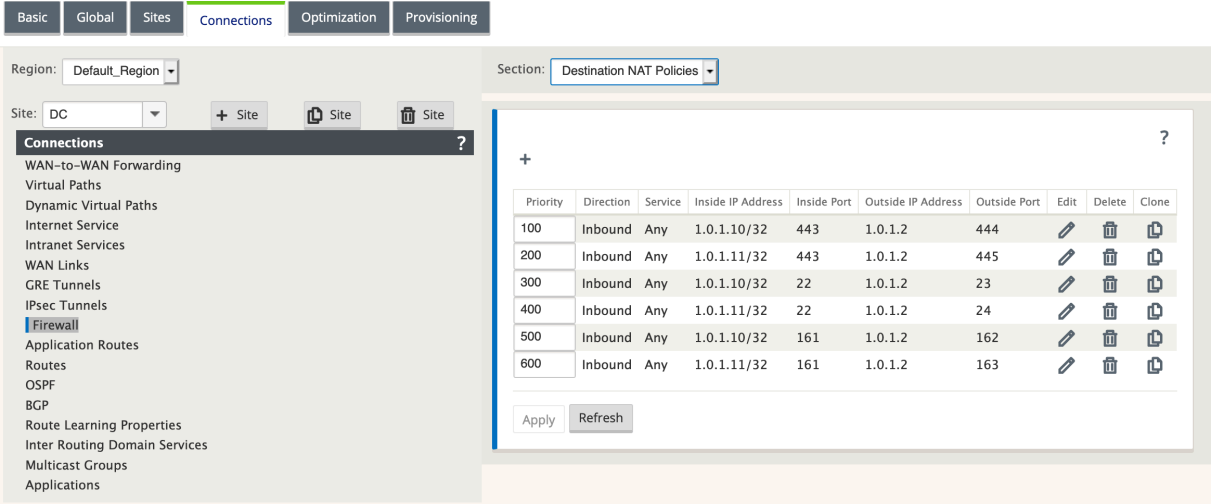 Basic Global Sites Connections Optimization Provisioning
Region: Default_Region
Section: Destination NAT Policies
Site: DC + Site Site Site
Connections ?
WAN-to-WAN Forwarding
Virtual Paths
Dynamic Virtual Paths
Internet Service
Intranet Services
WAN Links
GRE Tunnels
IPsec Tunnels
Firewall
Application Routes
Routes
OSPF
BGP
Route Learning Properties
Inter Routing Domain Services
Multicast Groups
Applications
?
+
Priority Direction Service Inside IP Address Inside Port Outside IP Address Outside Port Edit Delete Clone
100 Inbound Any 1.0.1.10/32 443 1.0.1.2 444
200 Inbound Any 1.0.1.11/32 443 1.0.1.2 445
300 Inbound Any 1.0.1.10/32 22 1.0.1.2 23
400 Inbound Any 1.0.1.11/32 22 1.0.1.2 24
500 Inbound Any 1.0.1.10/32 161 1.0.1.2 162
600 Inbound Any 1.0.1.11/32 161 1.0.1.2 163
Apply Refresh